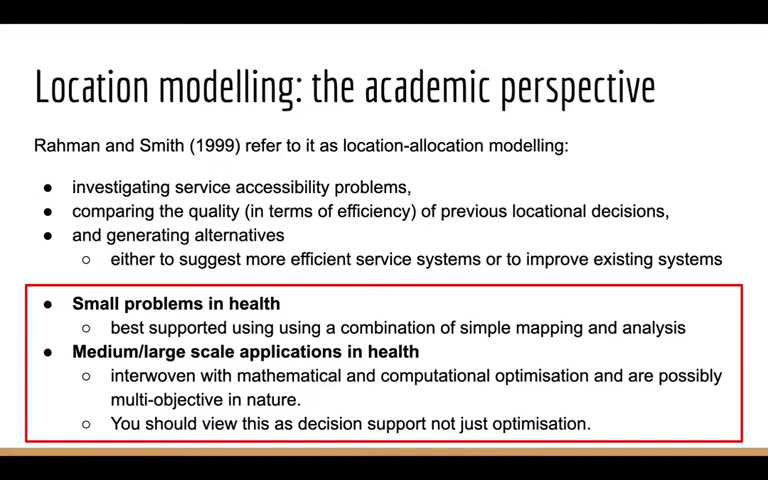 Location modelling: the academic perspective
Rahman and Smith (1999) refer to it as location-allocation modelling:
● investigating service accessibility problems,
● comparing the quality (in terms of efficiency) of previous locational decisions,
● and generating alternatives
○ either to suggest more efficient service systems or to improve existing systems
● Small problems in health
○ best supported using using a combination of simple mapping and analysis
● Medium/large scale applications in health
○ interwoven with mathematical and computational optimisation and are possibly
multi-objective in nature.
○ You should view this as decision support not just optimisation.